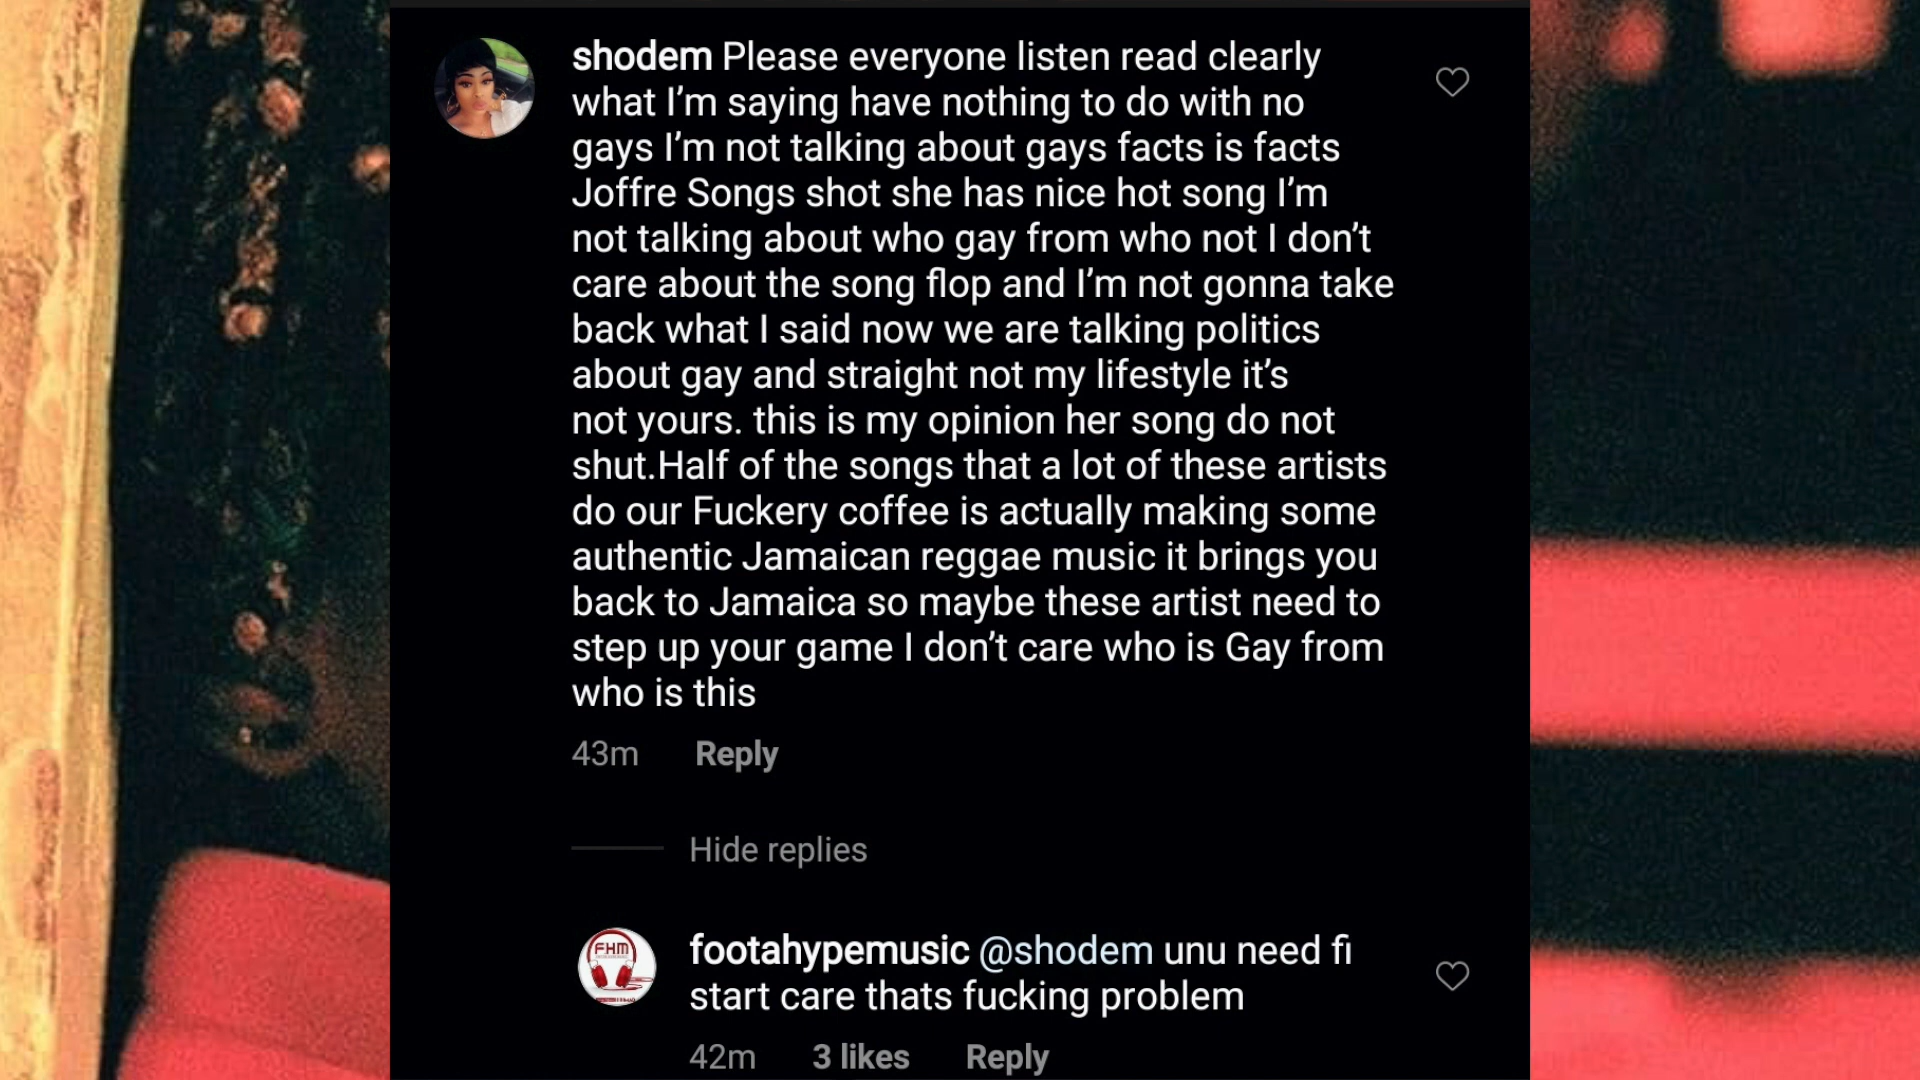 shodem Please everyone listen read clearly
what I’m saying have nothing to do with no
gays I’m not talking about gays facts is facts
Joffre Songs shot she has nice hot song I’m
not talking about who gay from who not I don’t
care about the song flop and I’m not gonna take
back what I said now we are talking politics
about gay and straight not my lifestyle it’s
not yours. this is my opinion her song do not
shut.Half of the songs that a lot of these artists
do our Fuckery coffee is actually making some
authentic Jamaican reggae music it brings you
back to Jamaica so maybe these artist need to
step up your game I don’t care who is Gay from
who is this
43m Reply
Hide replies
FHM
footahypemusic @shodem unu need fi
start care thats fucking problem
42m 3 likes Reply